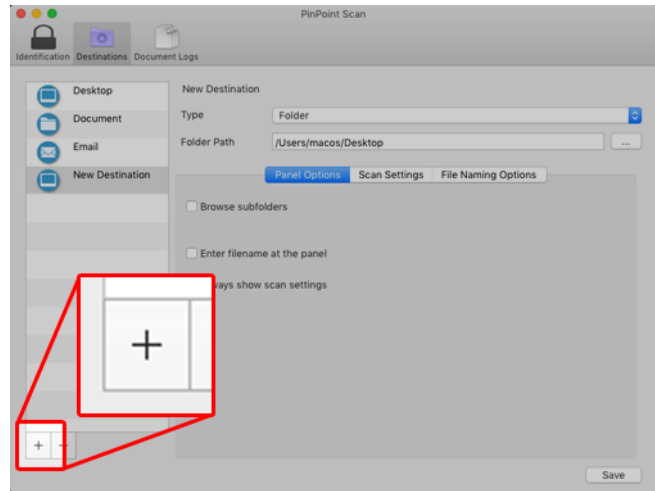 PinPoint Scan
Identification Destinations Document Logs
Desktop
Document
Email
New Destination
New Destination
Type Folder
Folder Path /Users/macos/Desktop ...
Panel Options Scan Settings File Naming Options
Browse subfolders
Enter filename at the panel
ways show scan settings
+
+
Save